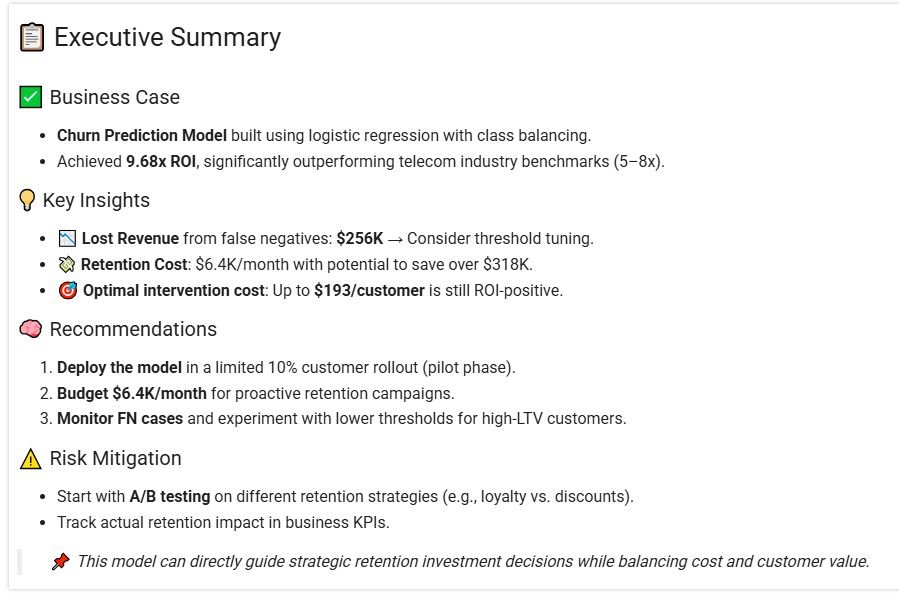 📋 Executive Summary
✅ Business Case
• Churn Prediction Model built using logistic regression with class balancing.
• Achieved 9.68x ROI, significantly outperforming telecom industry benchmarks (5–8x).
💡 Key Insights
• 📉 Lost Revenue from false negatives: $256K → Consider threshold tuning.
• 💸 Retention Cost: $6.4K/month with potential to save over $318K.
• 🎯 Optimal intervention cost: Up to $193/customer is still ROI-positive.
🧠 Recommendations
1. Deploy the model in a limited 10% customer rollout (pilot phase).
2. Budget $6.4K/month for proactive retention campaigns.
3. Monitor FN cases and experiment with lower thresholds for high-LTV customers.
⚠️ Risk Mitigation
• Start with A/B testing on different retention strategies (e.g., loyalty vs. discounts).
• Track actual retention impact in business KPIs.
📌 This model can directly guide strategic retention investment decisions while balancing cost and customer value.